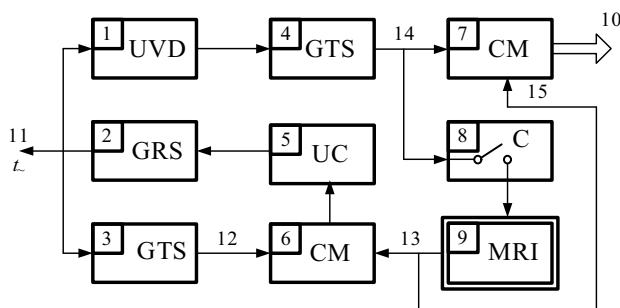 10
1 UVD
4 GTS
14
7 CM
15
11
t~
2 GRS
5 UC
8 C
3 GTS
12
6 CM
13
9 MRI